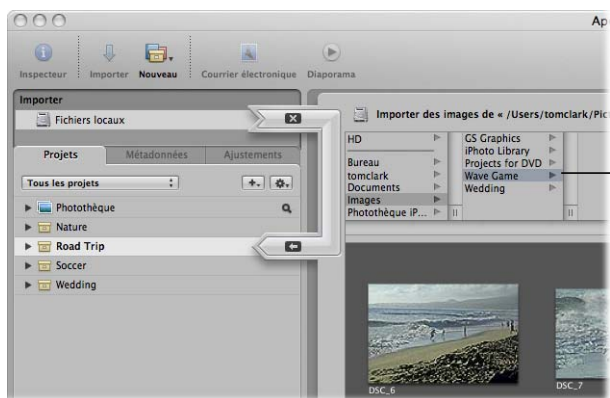 Ap
Inspecteur Importer Nouveau Courrier électronique Diaporama
Importer
Fichiers locaux
Projets Métadonnées Ajustements
Tous les projets
Photothèque
Nature
Road Trip
Soccer
Wedding
Importer des images de « /Users/tomclark/Pic
HD
Bureau
tomclark
Documents
Images
Photothèque iP...
GS Graphics
iPhoto Library
Projects for DVD
Wave Game
Wedding
DSC_6
DSC_7